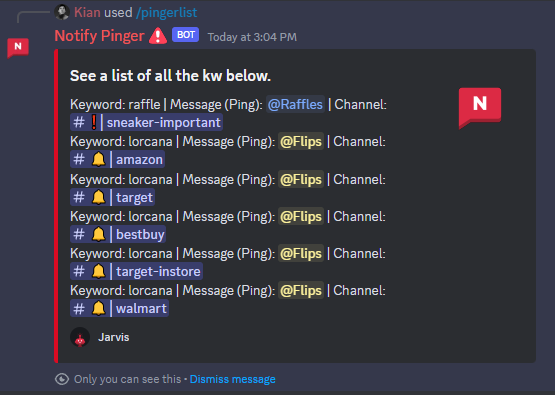 Kian used /pingerlist
N
Notify Pinger BOT Today at 3:04 PM
See a list of all the kw below.
N
Keyword: raffle | Message (Ping): @Raffles | Channel:
# ❗| sneaker-important
Keyword: lorcana | Message (Ping): @Flips | Channel:
# 🔔 | amazon
Keyword: lorcana | Message (Ping): @Flips | Channel:
# 🔔 | target
Keyword: lorcana | Message (Ping): @Flips | Channel:
# 🔔 | bestbuy
Keyword: lorcana | Message (Ping): @Flips | Channel:
# 🔔 | target-instore
Keyword: lorcana | Message (Ping): @Flips | Channel:
# 🔔 | walmart
Jarvis
Only you can see this • Dismiss message